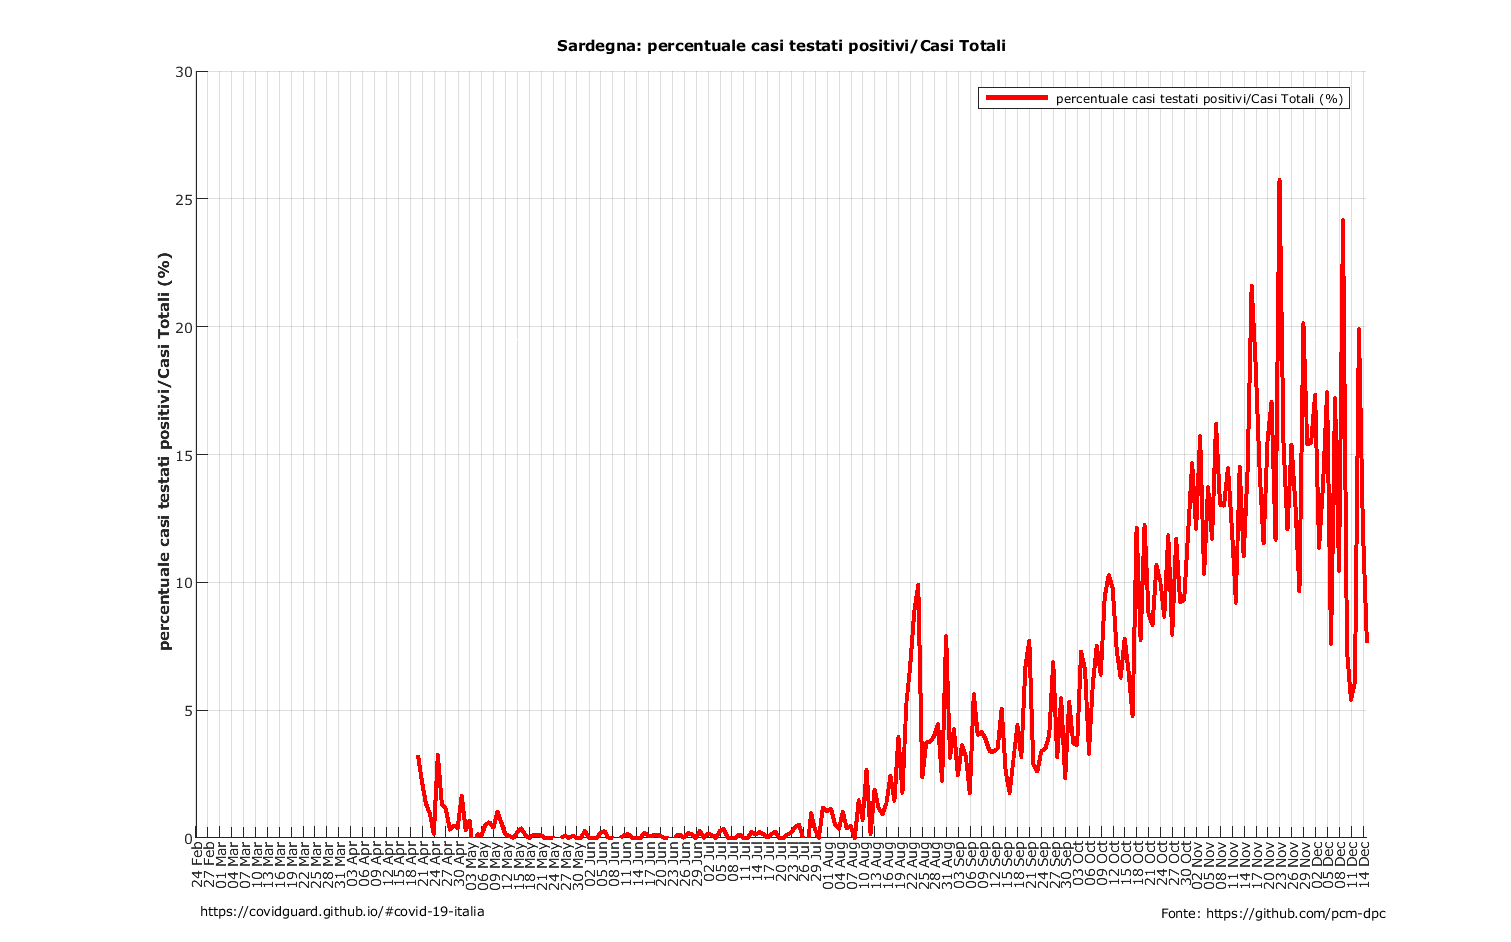 Sardegna: percentuale casi testati positivi/Casi Totali
percentuale casi testati positivi/Casi Totali (%)
percentuale casi testati positivi/Casi Totali (%)
30
25
20
15
10
5
0
24 Feb
27 Feb
01 Mar
04 Mar
07 Mar
10 Mar
13 Mar
16 Mar
19 Mar
22 Mar
25 Mar
28 Mar
31 Mar
03 Apr
06 Apr
09 Apr
12 Apr
15 Apr
18 Apr
21 Apr
24 Apr
27 Apr
30 Apr
03 May
06 May
09 May
12 May
15 May
18 May
21 May
24 May
27 May
30 May
02 Jun
05 Jun
08 Jun
11 Jun
14 Jun
17 Jun
20 Jun
23 Jun
26 Jun
29 Jun
02 Jul
05 Jul
08 Jul
11 Jul
14 Jul
17 Jul
20 Jul
23 Jul
26 Jul
29 Jul
01 Aug
04 Aug
07 Aug
10 Aug
13 Aug
16 Aug
19 Aug
22 Aug
25 Aug
28 Aug
31 Aug
03 Sep
06 Sep
09 Sep
12 Sep
15 Sep
18 Sep
21 Sep
24 Sep
27 Sep
30 Sep
03 Oct
06 Oct
09 Oct
12 Oct
15 Oct
18 Oct
21 Oct
24 Oct
27 Oct
30 Oct
02 Nov
05 Nov
08 Nov
11 Nov
14 Nov
17 Nov
20 Nov
23 Nov
26 Nov
29 Nov
02 Dec
05 Dec
08 Dec
11 Dec
14 Dec
https://covidguard.github.io/#covid-19-italia
Fonte: https://github.com/pcm-dpc